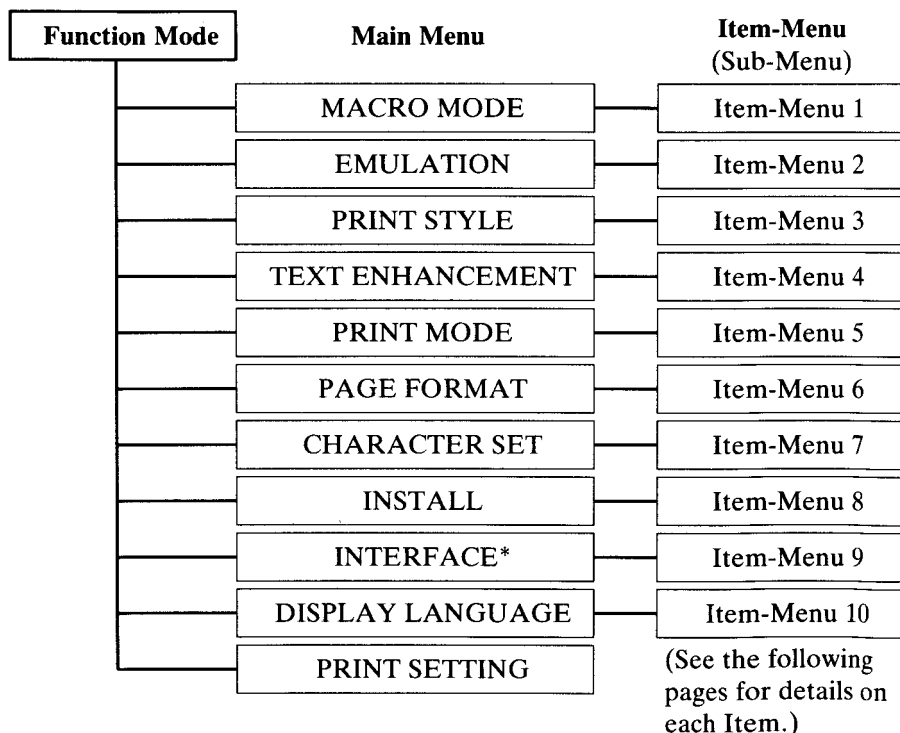 Function Mode Main Menu Item-Menu
(Sub-Menu)
MACRO MODE Item-Menu 1
EMULATION Item-Menu 2
PRINT STYLE Item-Menu 3
TEXT ENHANCEMENT Item-Menu 4
PRINT MODE Item-Menu 5
PAGE FORMAT Item-Menu 6
CHARACTER SET Item-Menu 7
INSTALL Item-Menu 8
INTERFACE* Item-Menu 9
DISPLAY LANGUAGE Item-Menu 10
PRINT SETTING (See the following
pages for details on
each Item.)